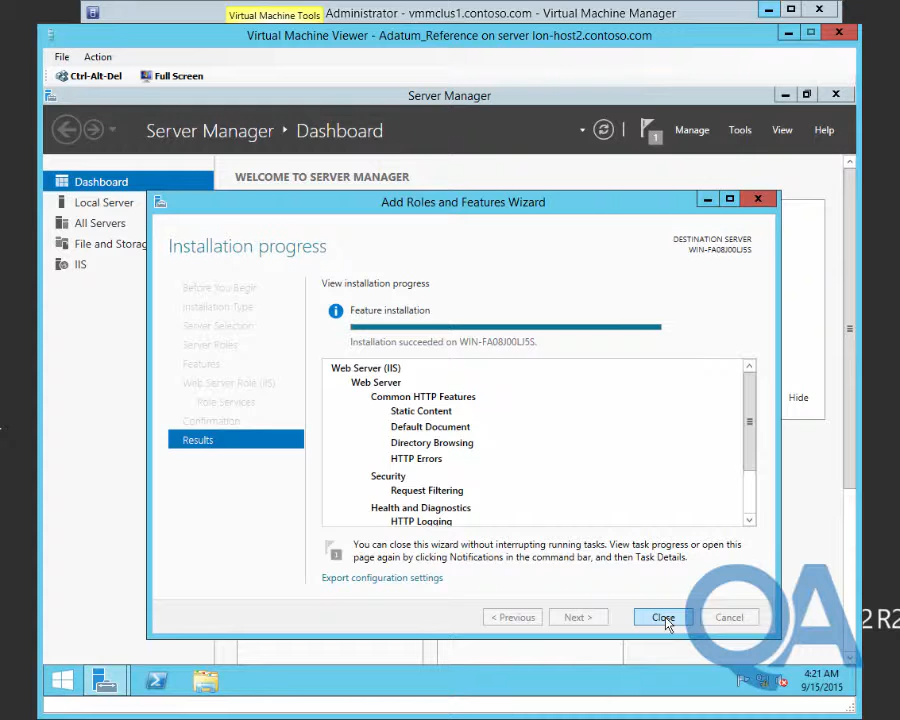 Virtual Machine Tools
Administrator - vmmclus1.contoso.com - Virtual Machine Manager
Virtual Machine Viewer - Adatum_Reference on server lon-host2.contoso.com
File Action
Ctrl-Alt-Del Full Screen
Server Manager
Server Manager ‣ Dashboard
1
Manage Tools View Help
Dashboard
Local Server
All Servers
File and Storag
IIS
WELCOME TO SERVER MANAGER
Add Roles and Features Wizard
Installation progress
DESTINATION SERVER
WIN-FA08J00LJ5S
Before You Begin
Installation Type
Server Selection
Server Roles
Features
Web Server Role (IIS)
Role Services
Confirmation
Results
View installation progress
Feature installation
Installation succeeded on WIN-FA08J00LJ5S.
Web Server (IIS)
Web Server
Common HTTP Features
Static Content
Default Document
Directory Browsing
HTTP Errors
Security
Request Filtering
Health and Diagnostics
HTTP Logging
1
You can close this wizard without interrupting running tasks. View task progress or open this
page again by clicking Notifications in the command bar, and then Task Details.
Export configuration settings
< Previous Next > Close Cancel
Hide
QA
2 R2
4:21 AM
9/15/2015